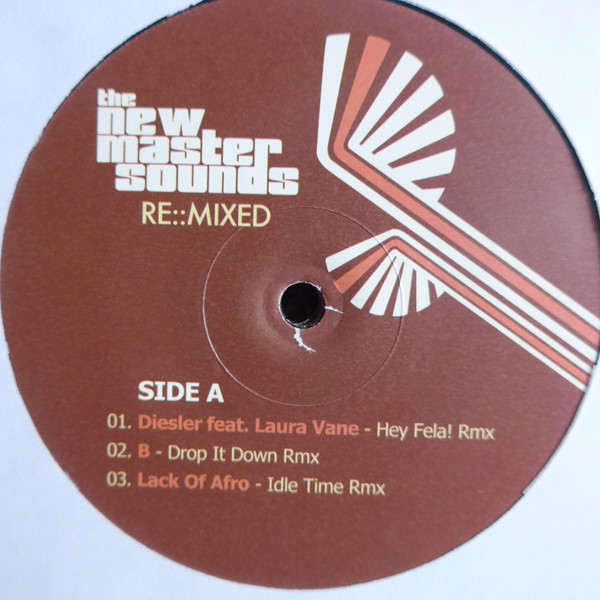 the
new
master
sounds
RE::MIXED
SIDE A
01. Diesler feat. Laura Vane - Hey Fela! Rmx
02. B - Drop It Down Rmx
03. Lack Of Afro - Idle Time Rmx